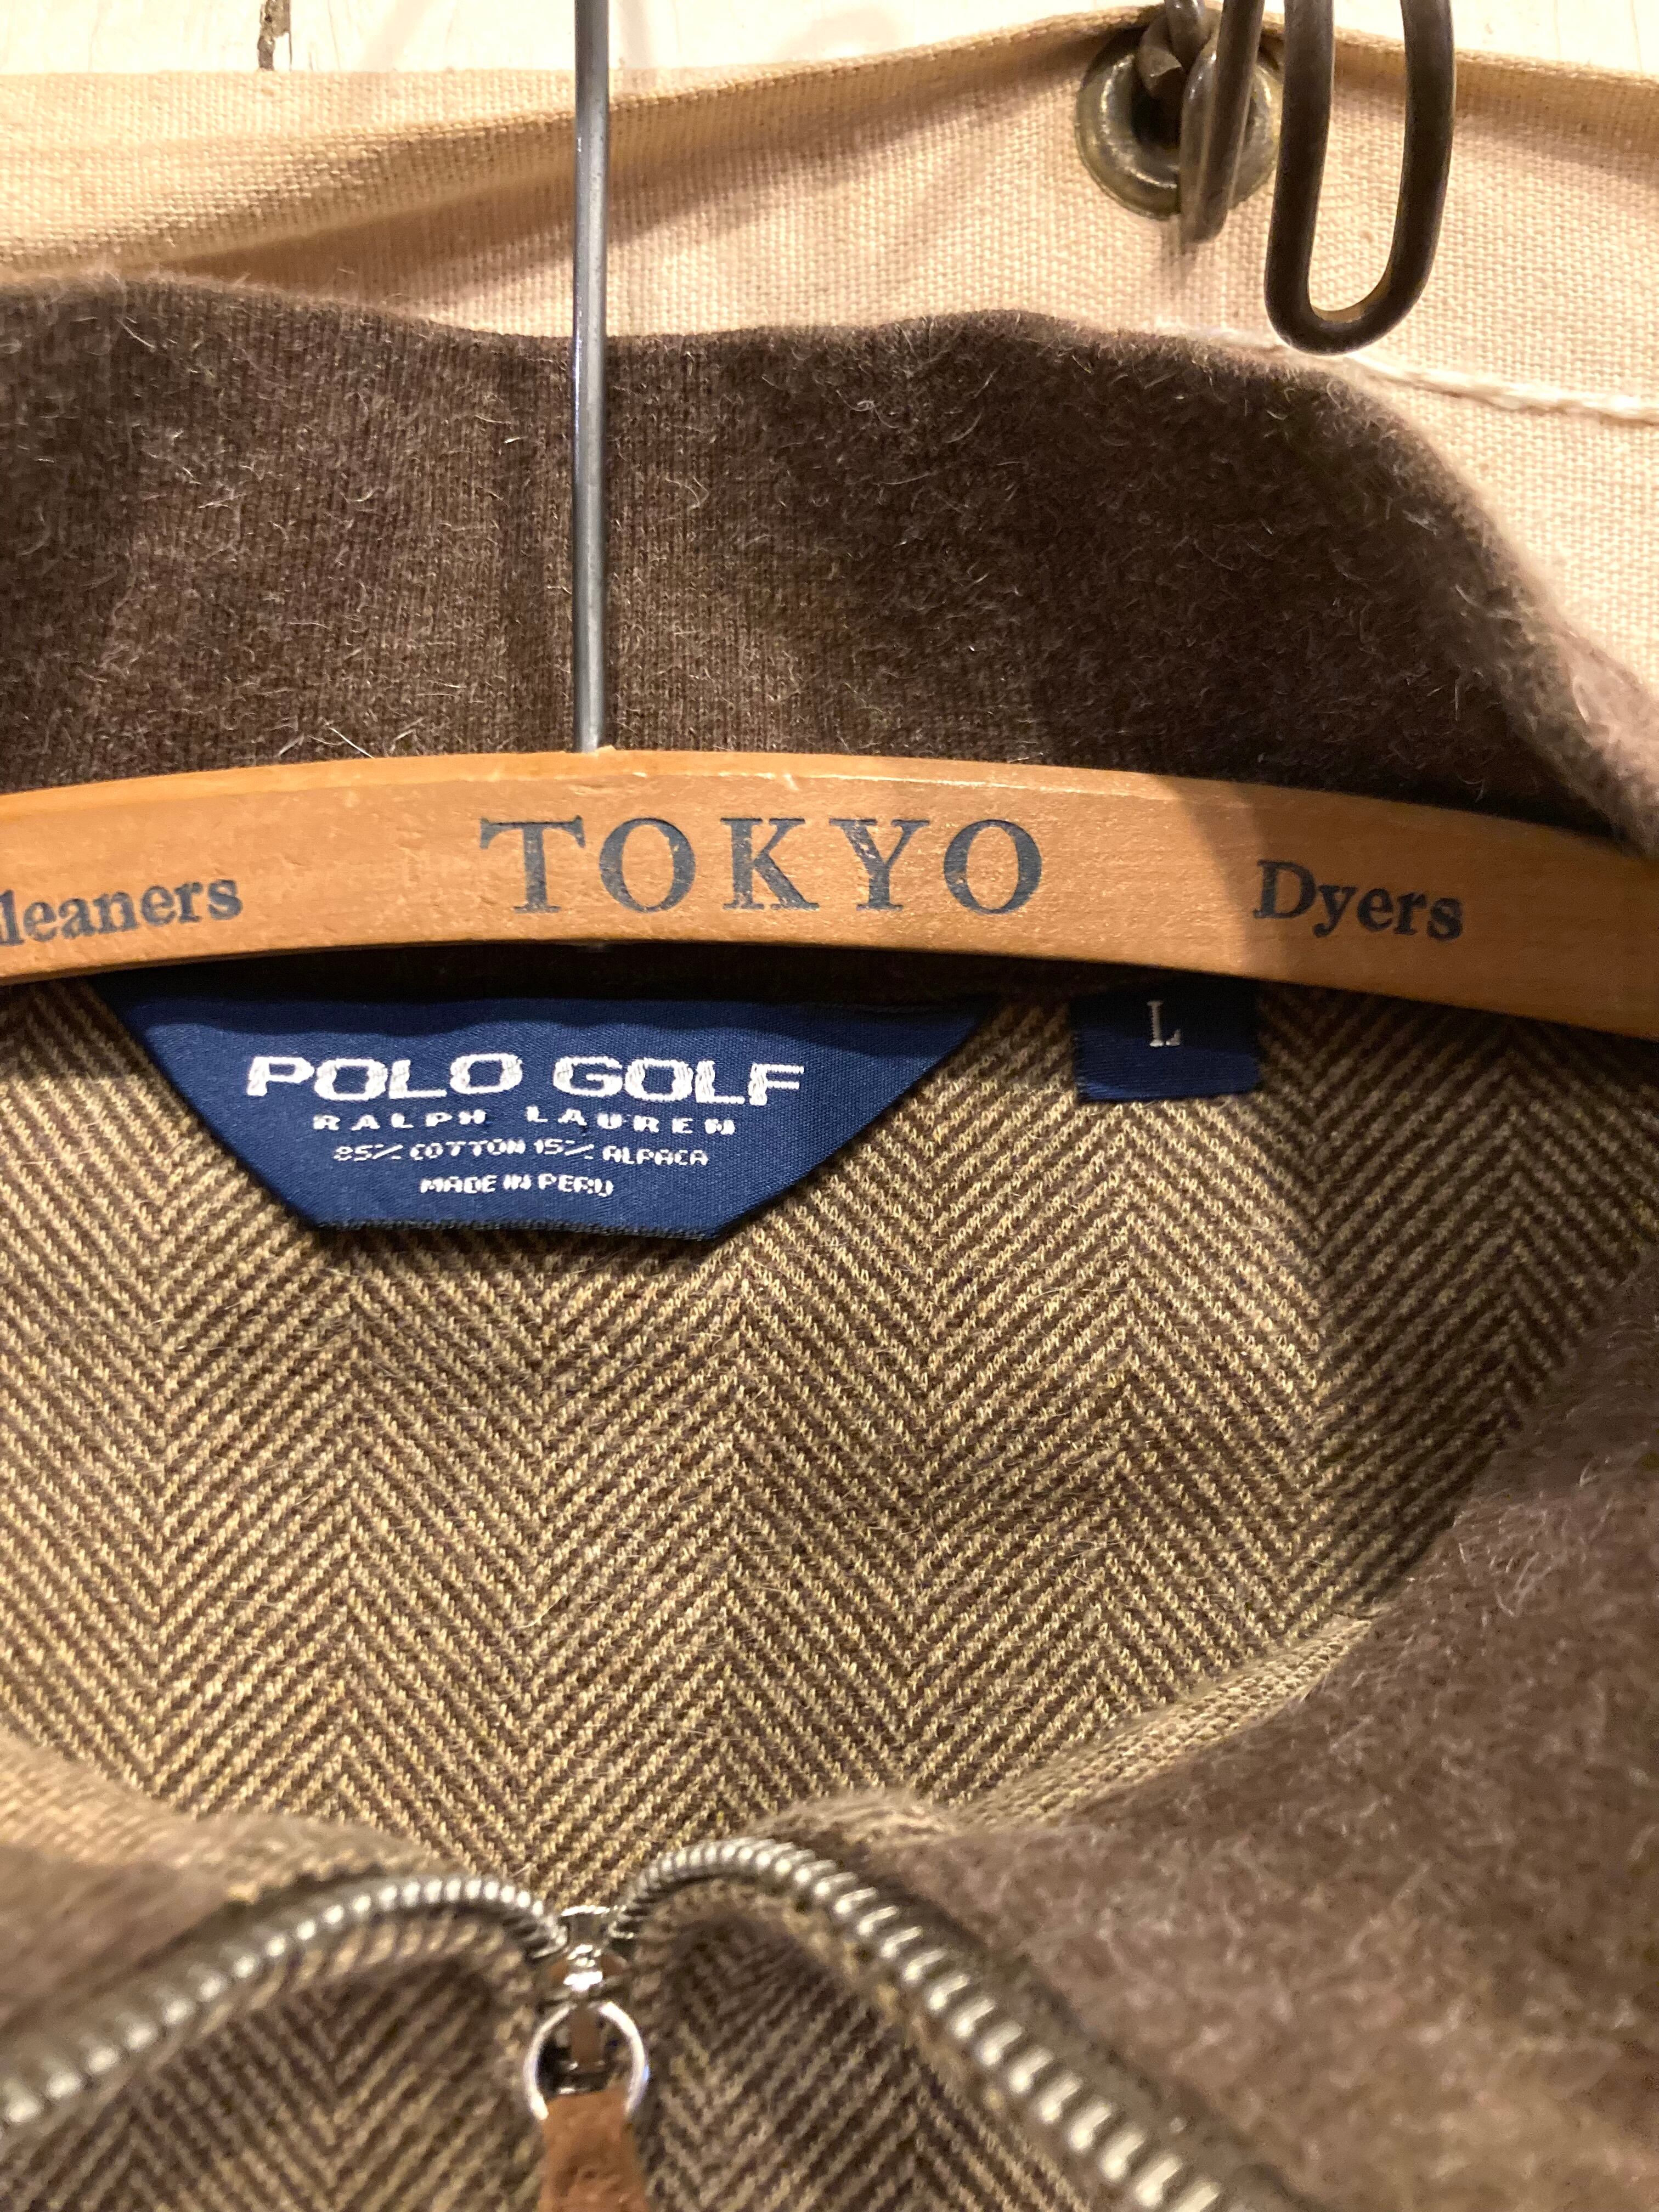 leaners TOKYO Dyers
POLO GOLF
RALPH LAUREN
85% COTTON 15% ALPACA
MADE IN PERU
L